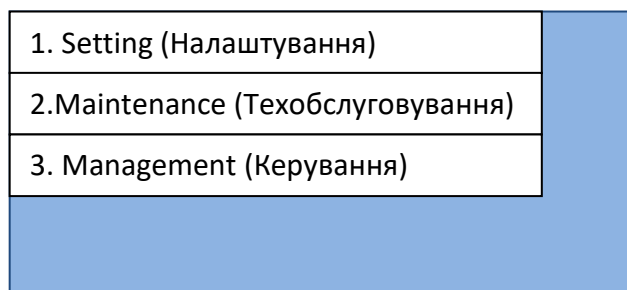 1. Setting (Налаштування)
2.Maintenance (Техобслуговування)
3. Management (Керування)